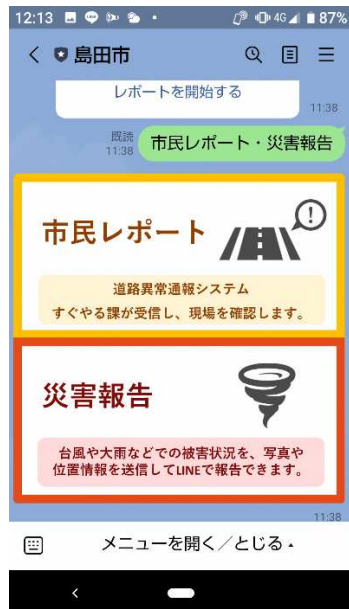 12:13
4G
87%
島田市
レポートを開始する
11:38
既読
11:38
市民レポート・災害報告
市民レポート
道路異常通報システム
すぐやる課が受信し、現場を確認します。
災害報告
台風や大雨などでの被害状況を、写真や
位置情報を送信してLINEで報告できます。
11:38
メニューを開く／とじる